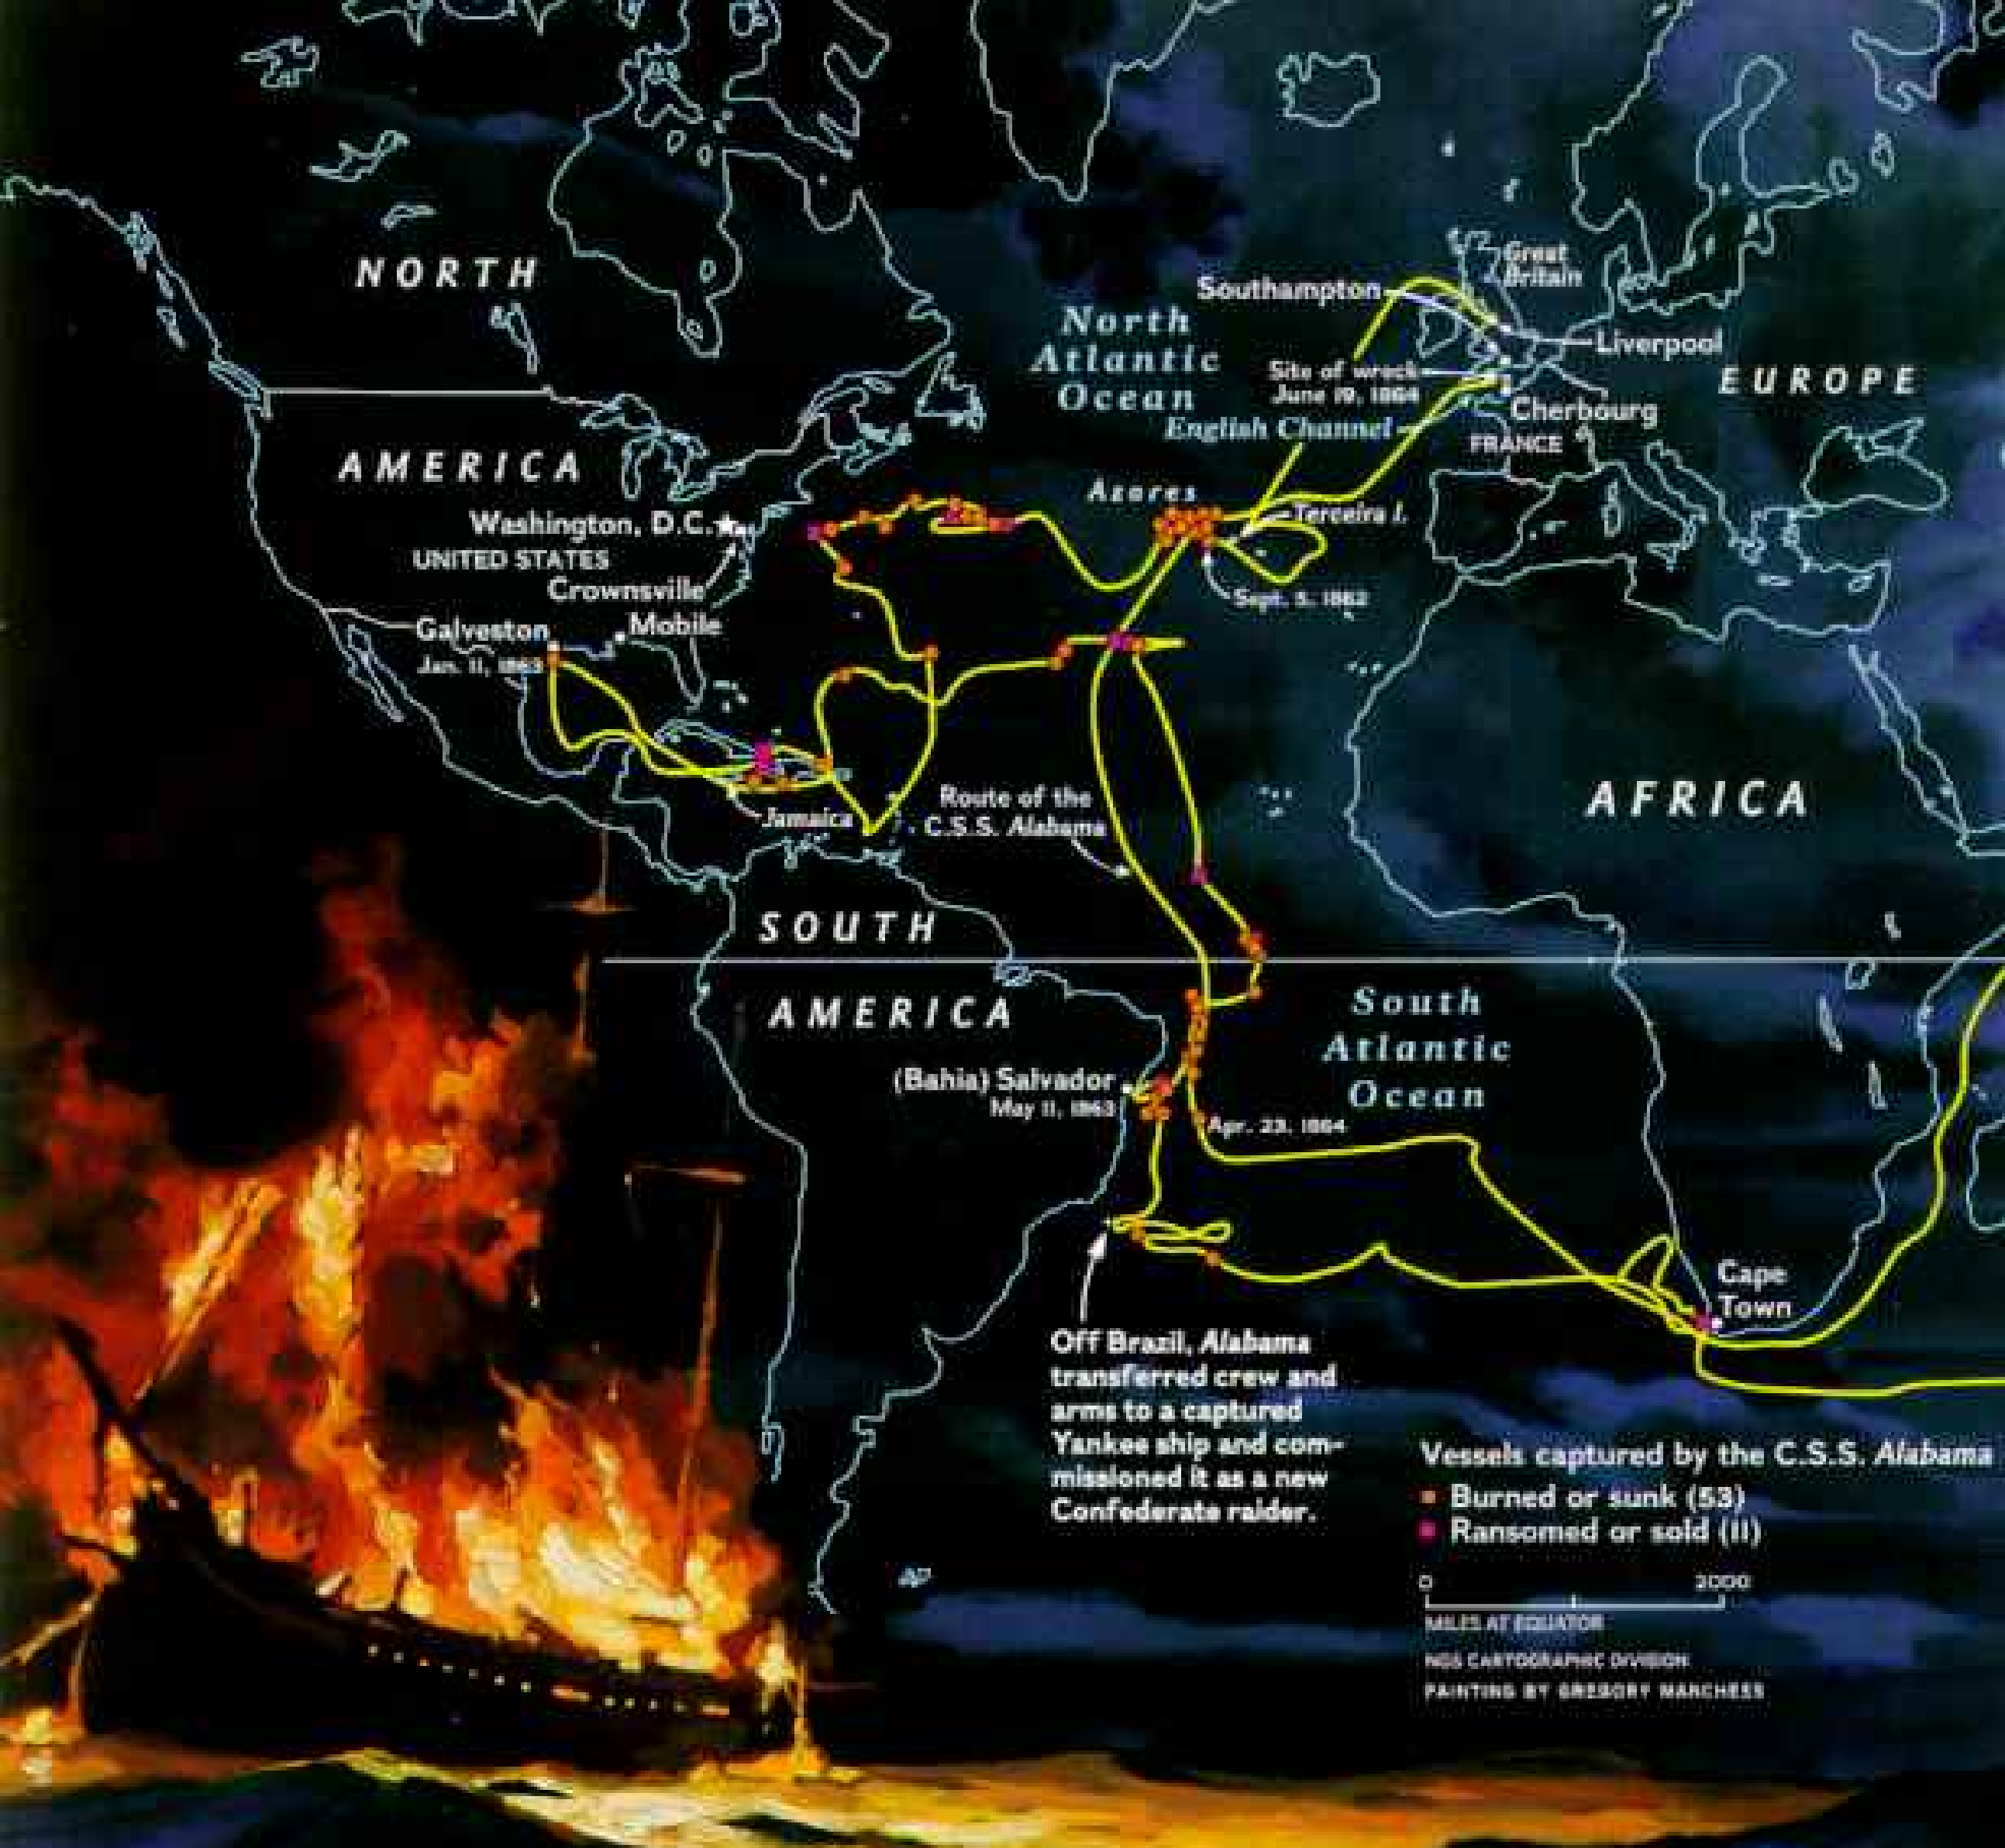 NORTH
AMERICA
Washington, D.C.
UNITED STATES
Crownsville
Galveston
Jan. 11, 1863
Mobile
Jamaica
North
Atlantic
Ocean
Southampton
Great
Britain
Liverpool
Site of wreck
June 19, 1864
English Channel
Cherbourg
FRANCE
EUROPE
Azores
Terceira I.
Sept. 5, 1862
Route of the
C.S.S. Alabama
AFRICA
SOUTH
AMERICA
South
Atlantic
Ocean
(Bahia) Salvador
May 11, 1863
Apr. 23, 1864
Cape
Town
Off Brazil, Alabama
transferred crew and
arms to a captured
Yankee ship and com-
missioned it as a new
Confederate raider.
Vessels captured by the C.S.S. Alabama
Burned or sunk (53)
Ransomed or sold (11)
0 2000
MILES AT EQUATOR
NGS CARTOGRAPHIC DIVISION
PAINTING BY GREGORY MANCHESS